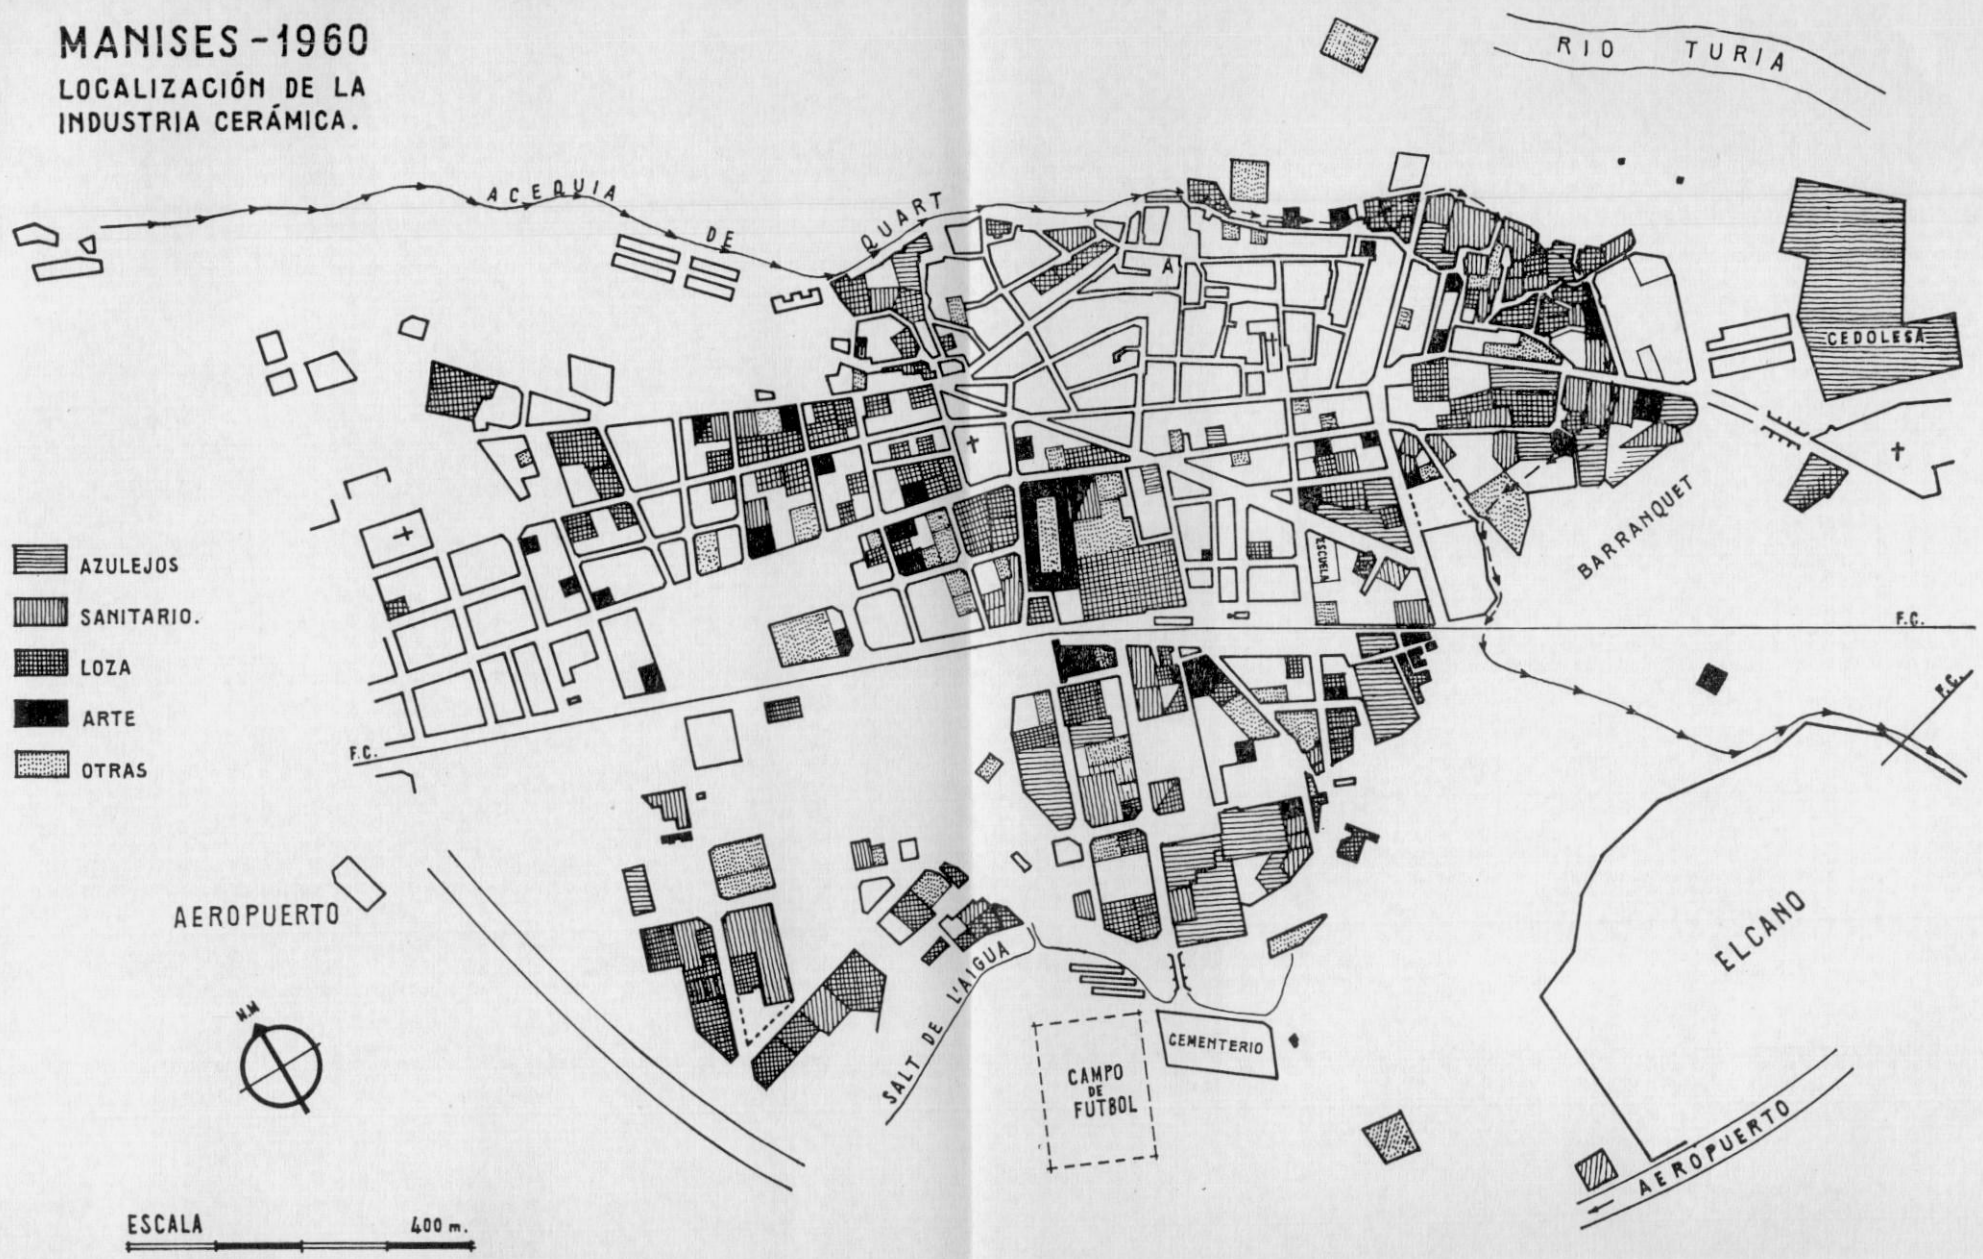 MANISES-1960
LOCALIZACIÓN DE LA
INDUSTRIA CERÁMICA.
RIO TURIA
ACEQUIA DE QUART
A
CEDOLESA
AZULEJOS
SANITARIO.
LOZA
ARTE
OTRAS
ESCUELA
BARRANQUET
F.C.
F.C.
F.C.
AEROPUERTO
N.M
SALT DE L'AIGUA
ELCANO
CEMENTERIO
CAMPO
DE
FUTBOL
AEROPUERTO
ESCALA 400 m.